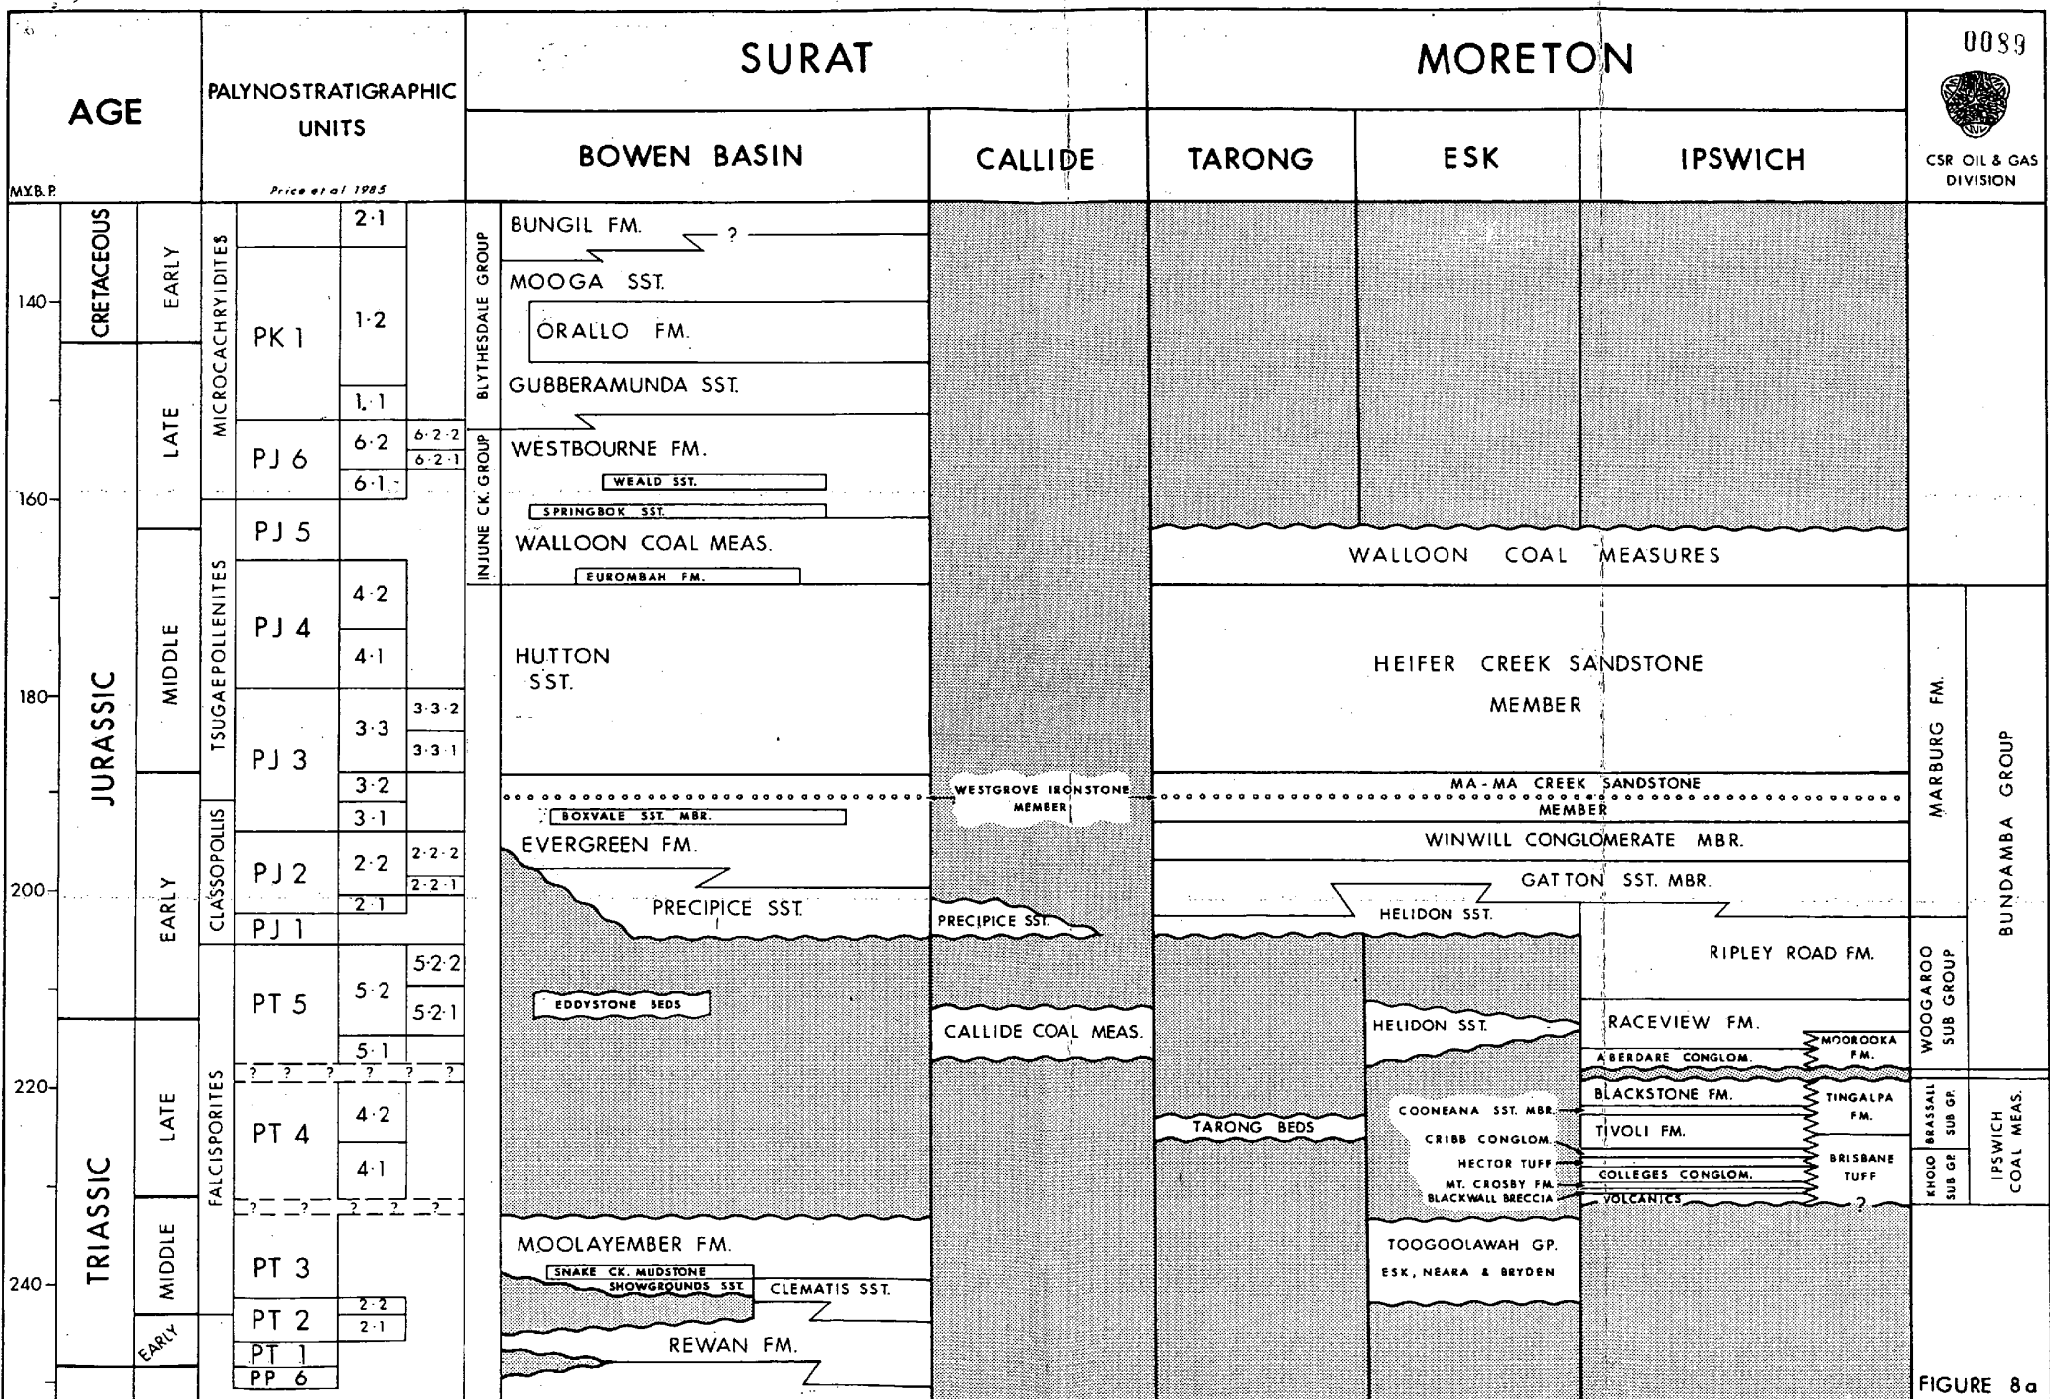 0089
SURAT
MORETON
AGE
PALYNOSTRATIGRAPHIC
UNITS
Price et al 1985
M.Y.B.P.
BOWEN BASIN
CALLIDE
TARONG
ESK
IPSWICH
CSR OIL & GAS
DIVISION
140
160
180
200
220
240
CRETACEOUS
JURASSIC
TRIASSIC
EARLY
LATE
MIDDLE
EARLY
LATE
MIDDLE
EARLY
MICROCACHRYIDITES
TSUGAEPOLLENITES
CLASSOPOLLIS
FALCISPORITES
PK 1
PJ 6
PJ 5
PJ 4
PJ 3
PJ 2
PJ 1
PT 5
PT 4
PT 3
PT 2
PT 1
PP 6
2·1
1·2
1.·1
6·2
6·1
4·2
4·1
3·3
3·2
3·1
2·2
2·1
5·2
5·1
? ? ? ? ?
4·2
4·1
? ? ? ? ?
2·2
2·1
6·2·2
6·2·1
3·3·2
3·3·1
2·2·2
2·2·1
5·2·2
5·2·1
BLYTHESDALE GROUP
INJUNE CK. GROUP
BUNGIL FM.
?
MOOGA SST.
ORALLO FM.
GUBBERAMUNDA SST.
WESTBOURNE FM.
WEALD SST.
SPRINGBOK SST.
WALLOON COAL MEAS.
EUROMBAH FM.
HUTTON
SST.
BOXVALE SST. MBR.
EVERGREEN FM.
PRECIPICE SST.
EDDYSTONE BEDS
MOOLAYEMBER FM.
SNAKE CK. MUDSTONE
SHOWGROUNDS SST.
CLEMATIS SST.
REWAN FM.
WESTGROVE IRONSTONE
MEMBER
PRECIPICE SST.
CALLIDE COAL MEAS.
WALLOON COAL MEASURES
HEIFER CREEK SANDSTONE
MEMBER
MA-MA CREEK SANDSTONE
MEMBER
WINWILL CONGLOMERATE MBR.
GATTON SST. MBR.
HELIDON SST.
RIPLEY ROAD FM.
HELIDON SST.
RACEVIEW FM.
MOOROOKA
FM.
ABERDARE CONGLOM.
BLACKSTONE FM.
COONEANA SST. MBR.
TINGALPA
FM.
TARONG BEDS
TIVOLI FM.
CRIBB CONGLOM.
HECTOR TUFF
COLLEGES CONGLOM.
BRISBANE
TUFF
MT. CROSBY FM.
BLACKWALL BRECCIA
VOLCANICS
?
TOOGOOLAWAH GP.
ESK, NEARA & BRYDEN
MARBURG FM.
BUNDAMBA GROUP
WOOGAROO
SUB GROUP
BRASSALL
SUB GP.
KHOLO
SUB GP.
IPSWICH
COAL MEAS.
FIGURE 8a